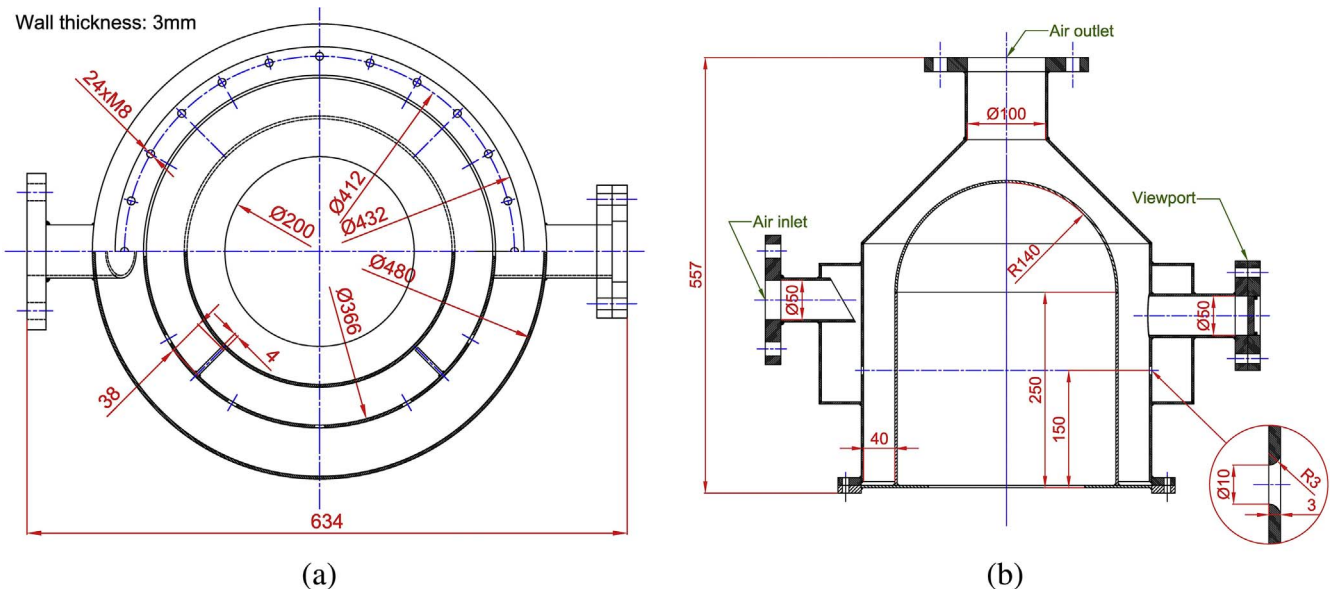 Wall thickness: 3mm
24xM8
Ø412
Ø432
Ø200
Ø480
Ø366
4
38
634
(a)
Air outlet
Ø100
Viewport
Air inlet
R140
557
Ø50
Ø50
250
150
40
Ø10
R3
3
(b)